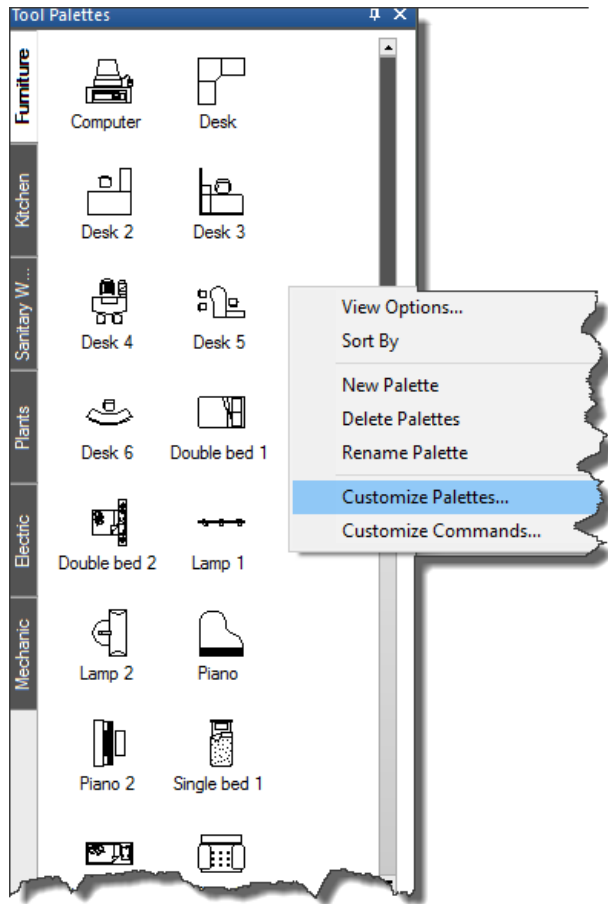 Tool Palettes
Furniture
Kitchen
Sanitary W...
Plants
Electric
Mechanic
Computer
Desk
Desk 2
Desk 3
Desk 4
Desk 5
Desk 6
Double bed 1
Double bed 2
Lamp 1
Lamp 2
Piano
Piano 2
Single bed 1
View Options...
Sort By
New Palette
Delete Palettes
Rename Palette
Customize Palettes...
Customize Commands...